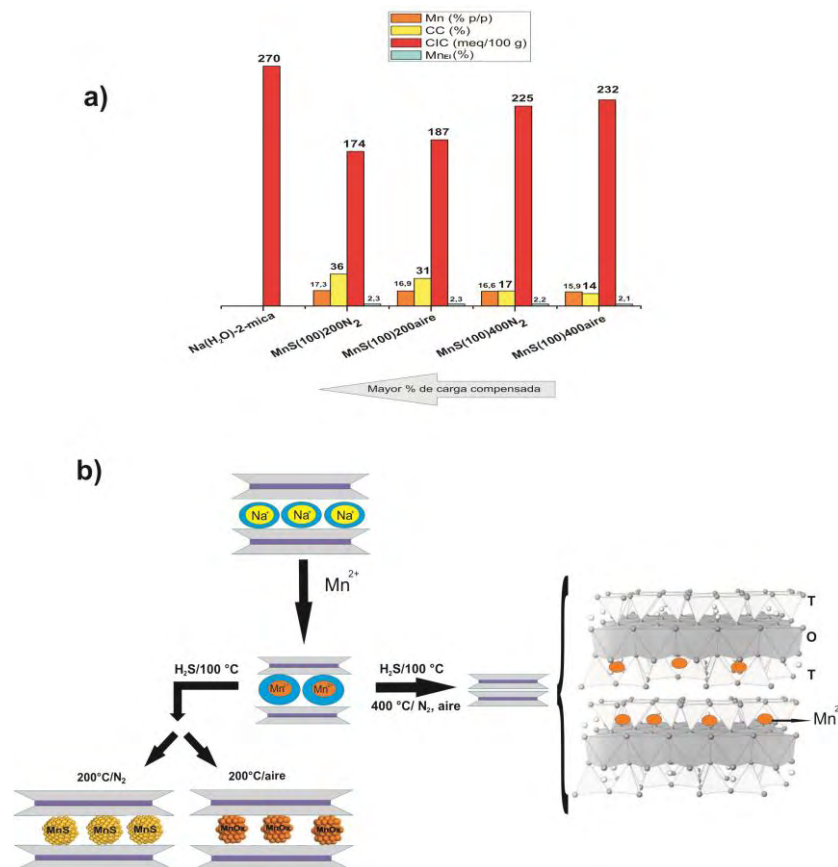 Mn (% p/p)
CC (%)
CIC (meq/100 g)
MnEl (%)
a)
270
174
187
225
232
17,3
36
2,3
16,9
31
2,3
16,6
17
2,2
15,9
14
2,1
Na(H₂O)-2-mica
MnS(100)200N₂
MnS(100)200aire
MnS(100)400N₂
MnS(100)400aire
Mayor % de carga compensada
b)
Na⁺ Na⁺ Na⁺
Mn²⁺
H₂S/100 °C
H₂S/100 °C
400 °C/ N₂, aire
T
O
T
Mn²
200°C/N₂
200°C/aire
MnS MnS MnS
MnOx MnOx MnOx